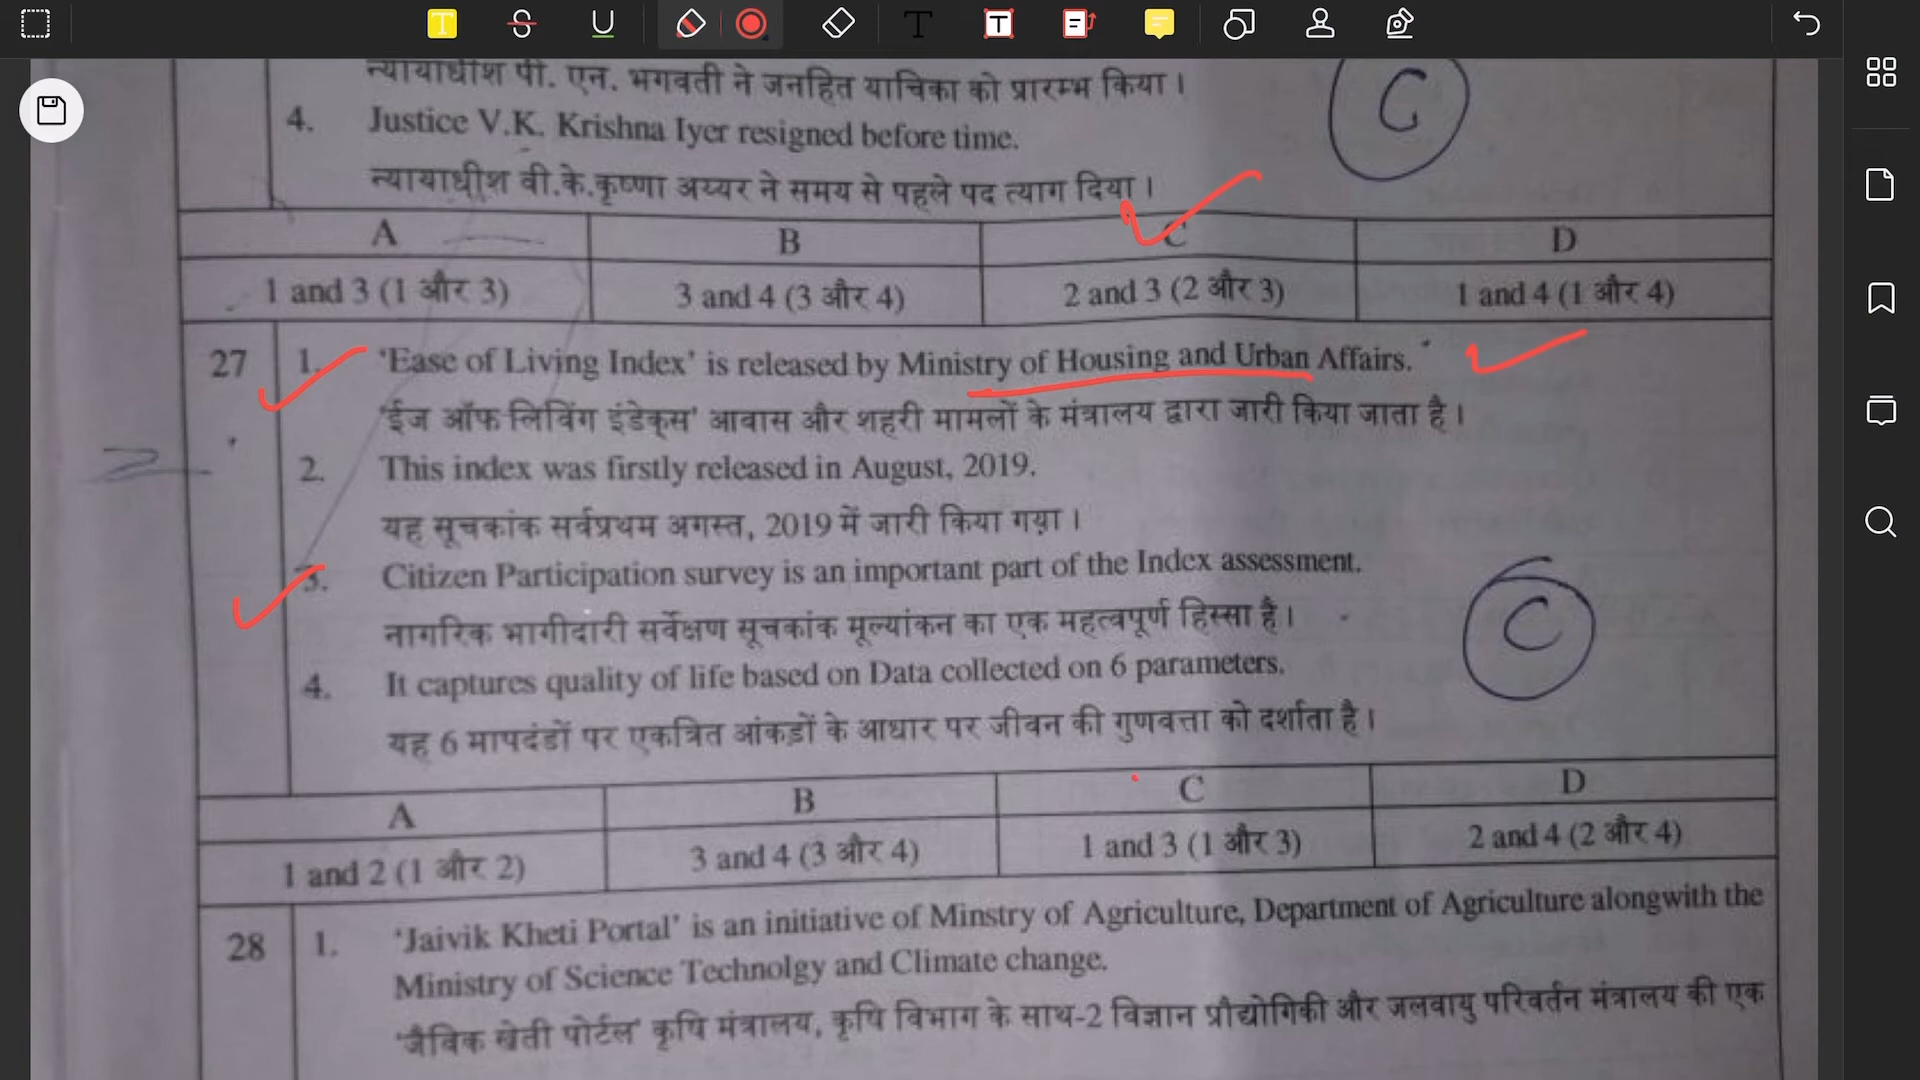 न्यायाधीश पी. एन. भगवती ने जनहित याचिका को प्रारम्भ किया।
4. Justice V.K. Krishna Iyer resigned before time.
न्यायाधीश वी.के.कृष्णा अय्यर ने समय से पहले पद त्याग दिया।
C
A B C D
1 and 3 (1 और 3) 3 and 4 (3 और 4) 2 and 3 (2 और 3) 1 and 4 (1 और 4)
27 1. 'Ease of Living Index' is released by Ministry of Housing and Urban Affairs.
'ईज ऑफ लिविंग इंडेक्स' आवास और शहरी मामलों के मंत्रालय द्वारा जारी किया जाता है।
2. This index was firstly released in August, 2019.
यह सूचकांक सर्वप्रथम अगस्त, 2019 में जारी किया गया।
3. Citizen Participation survey is an important part of the Index assessment.
नागरिक भागीदारी सर्वेक्षण सूचकांक मूल्यांकन का एक महत्वपूर्ण हिस्सा है।
C
4. It captures quality of life based on Data collected on 6 parameters.
यह 6 मापदंडों पर एकत्रित आंकड़ों के आधार पर जीवन की गुणवत्ता को दर्शाता है।
A B C D
1 and 2 (1 और 2) 3 and 4 (3 और 4) 1 and 3 (1 और 3) 2 and 4 (2 और 4)
28 1. 'Jaivik Kheti Portal' is an initiative of Minstry of Agriculture, Department of Agriculture alongwith the
Ministry of Science Technolgy and Climate change.
'जैविक खेती पोर्टल' कृषि मंत्रालय, कृषि विभाग के साथ-2 विज्ञान प्रौद्योगिकी और जलवायु परिवर्तन मंत्रालय की एक